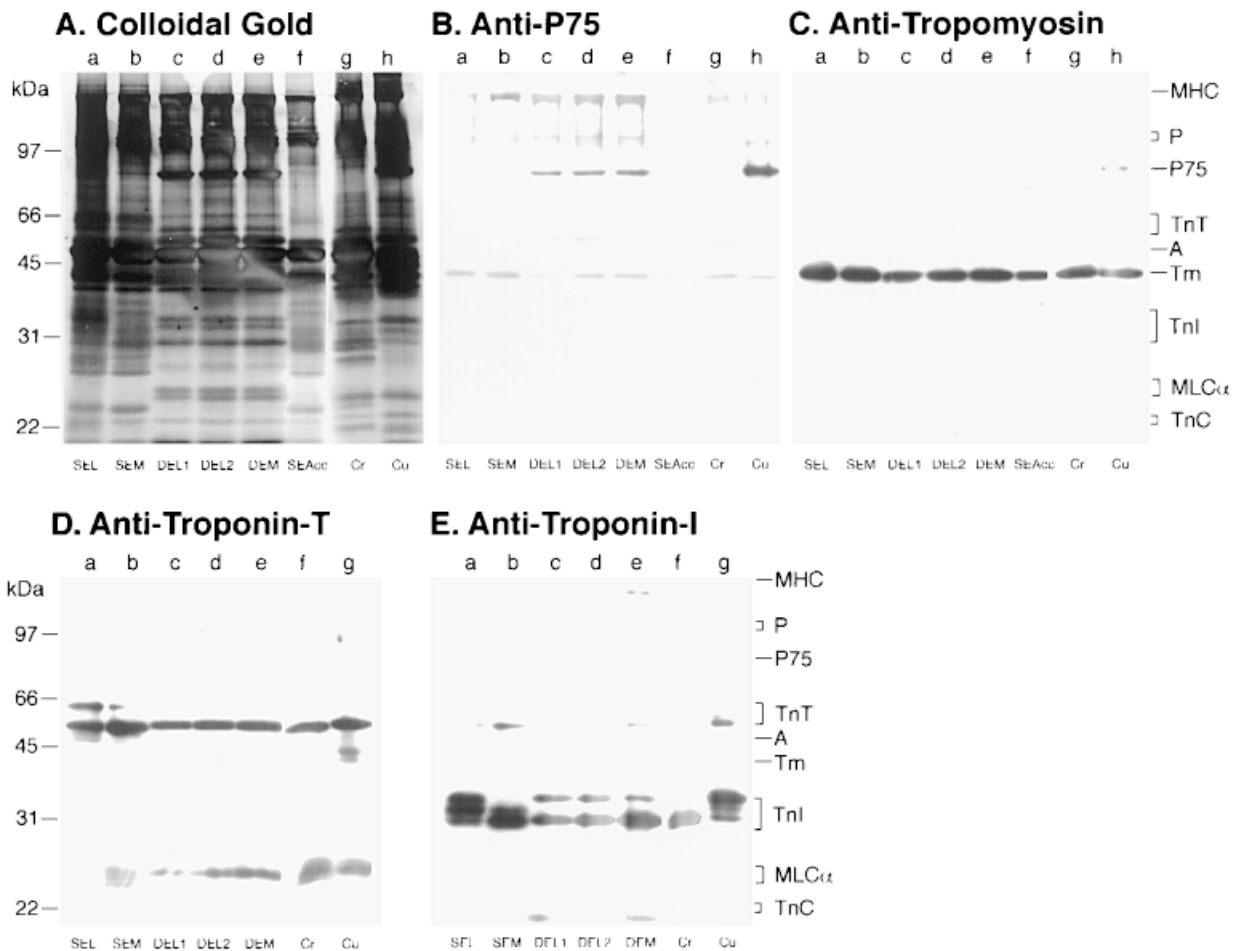 A. Colloidal Gold
B. Anti-P75
C. Anti-Tropomyosin
a b c d e f g h
a b c d e f g h
a b c d e f g h
kDa
97
66
45
31
22
MHC
P
P75
TnT
A
Tm
TnI
MLCα
TnC
SEL SEM DEL1 DEL2 DEM SEAcc Cr Cu
SEL SEM DEL1 DEL2 DEM SEAcc Cr Cu
SEL SEM DEL1 DEL2 DEM SEAcc Cr Cu
D. Anti-Troponin-T
E. Anti-Troponin-I
a b c d e f g
a b c d e f g
kDa
97
66
45
31
22
MHC
P
P75
TnT
A
Tm
TnI
MLCα
TnC
SEL SEM DEL1 DEL2 DEM Cr Cu
SEL SEM DEL1 DEL2 DEM Cr Cu